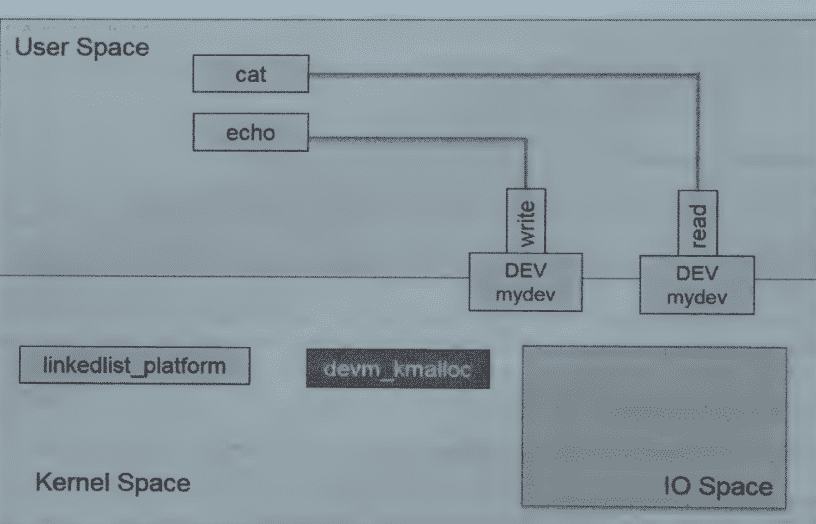 User Space
cat
echo
write
read
DEV
mydev
DEV
mydev
linkedlist_platform
devm_kmalloc
Kernel Space
IO Space